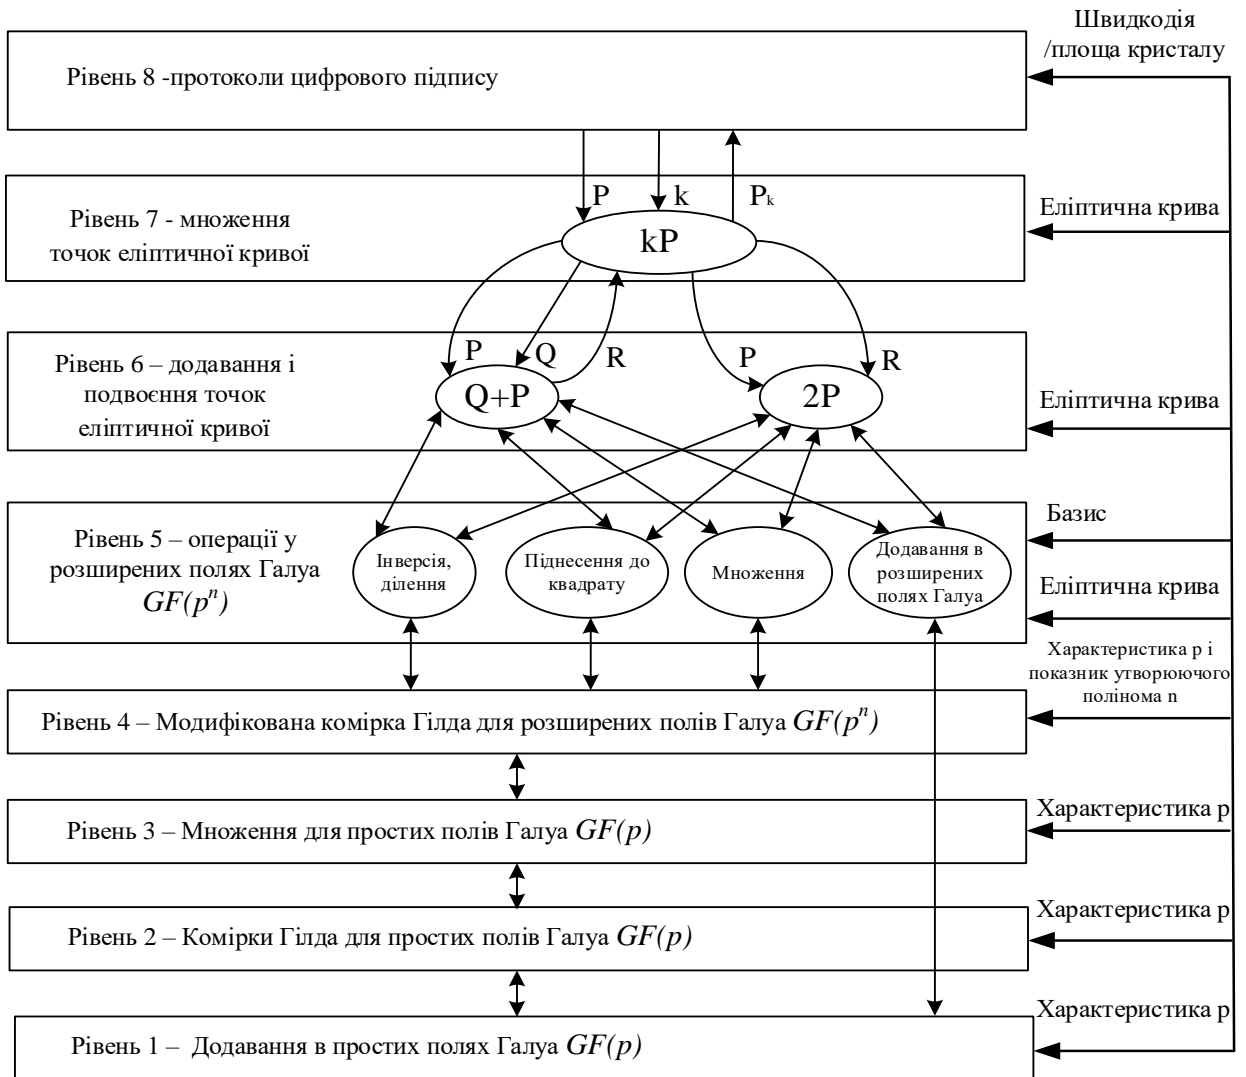 Швидкодія
/площа кристалу
Рівень 8 -протоколи цифрового підпису
P
k
Pk
Рівень 7 - множення
точок еліптичної кривої
kP
Еліптична крива
Рівень 6 – додавання і
подвоєння точок
еліптичної кривої
P
Q
R
P
R
Q+P
2P
Еліптична крива
Рівень 5 – операції у
розширених полях Галуа
GF(pⁿ)
Інверсія,
ділення
Піднесення до
квадрату
Множення
Додавання в
розширених
полях Галуа
Базис
Еліптична крива
Характеристика р і
показник утворюючого
полінома n
Рівень 4 – Модифікована комірка Гілда для розширених полів Галуа GF(pⁿ)
Рівень 3 – Множення для простих полів Галуа GF(p)
Характеристика р
Рівень 2 – Комірки Гілда для простих полів Галуа GF(p)
Характеристика р
Рівень 1 – Додавання в простих полях Галуа GF(p)
Характеристика р